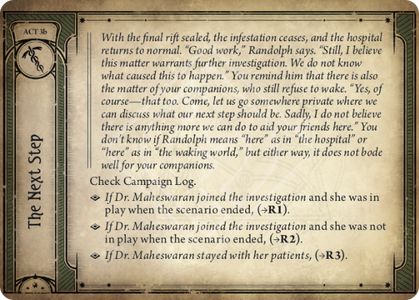 ACT 3b
The Next Step
With the final rift sealed, the infestation ceases, and the hospital
returns to normal. “Good work,” Randolph says. “Still, I believe
this matter warrants further investigation. We do not know
what caused this to happen.” You remind him that there is also
the matter of your companions, who still refuse to wake. “Yes, of
course—that too. Come, let us go somewhere private where we
can discuss what our next step should be. Sadly, I do not believe
there is anything more we can do to aid your friends here.” You
don’t know if Randolph means “here” as in “the hospital” or
“here” as in “the waking world,” but either way, it does not bode
well for your companions.
Check Campaign Log.
If Dr. Maheswaran joined the investigation and she was in
play when the scenario ended, (→R1).
If Dr. Maheswaran joined the investigation and she was not
in play when the scenario ended, (→R2).
If Dr. Maheswaran stayed with her patients, (→R3).